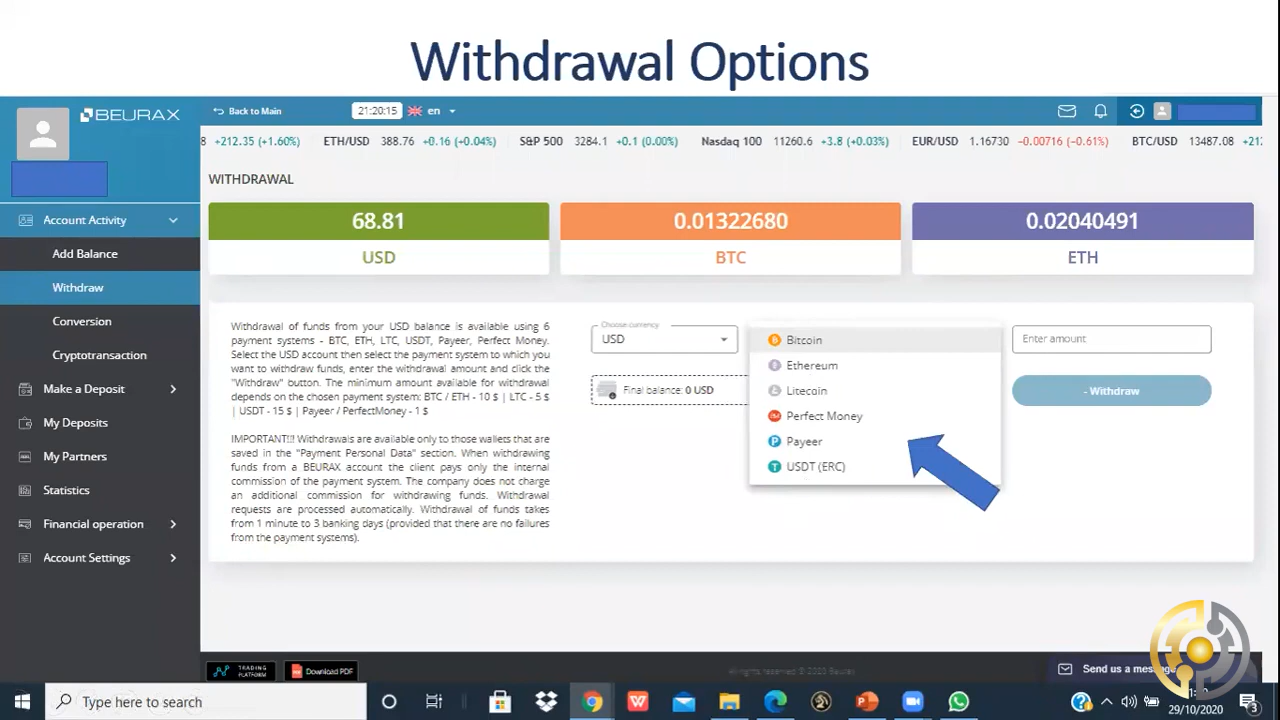 Withdrawal Options
BEURAX
Back to Main
21:20:15
en
8 +212.35 (+1.60%) ETH/USD 388.76 +0.16 (+0.04%) S&P 500 3284.1 +0.1 (0.00%) Nasdaq 100 11260.6 +3.8 (+0.03%) EUR/USD 1.16730 −0.00716 (−0.61%) BTC/USD 13487.08 +21
WITHDRAWAL
68.81
USD
0.01322680
BTC
0.02040491
ETH
Account Activity
Add Balance
Withdraw
Conversion
Cryptotransaction
Make a Deposit
My Deposits
My Partners
Statistics
Financial operation
Account Settings
Withdrawal of funds from your USD balance is available using 6
payment systems - BTC, ETH, LTC, USDT, Payeer, Perfect Money.
Select the USD account then select the payment system to which you
want to withdraw funds, enter the withdrawal amount and click the
"Withdraw" button. The minimum amount available for withdrawal
depends on the chosen payment system: BTC / ETH - 10 $ | LTC - 5 $
| USDT - 15 $ | Payeer / PerfectMoney - 1 $
IMPORTANT!!! Withdrawals are available only to those wallets that are
saved in the "Payment Personal Data" section. When withdrawing
funds from a BEURAX account the client pays only the internal
commission of the payment system. The company does not charge
an additional commission for withdrawing funds. Withdrawal
requests are processed automatically. Withdrawal of funds takes
from 1 minute to 3 banking days (provided that there are no failures
from the payment systems).
Choose currency
USD
Final balance: 0 USD
Bitcoin
Ethereum
Litecoin
Perfect Money
Payeer
USDT (ERC)
Enter amount
- Withdraw
TRADING
PLATFORM
Download PDF
All rights reserved © 2020 Beurax
Send us a message
Type here to search
29/10/2020
3